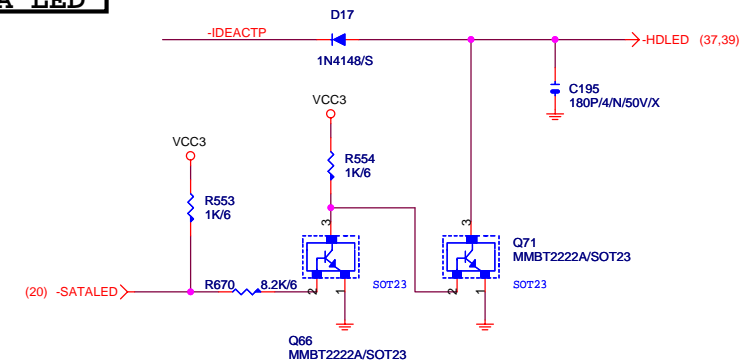 A LED
D17
-IDEACTP
1N4148/S
-HDLED (37,39)
C195
180P/4/N/50V/X
VCC3
R554
1K/6
VCC3
R553
1K/6
3
3
Q71
MMBT2222A/SOT23
SOT23
SOT23
(20) -SATALED
R670
8.2K/6
2
1
2
1
Q66
MMBT2222A/SOT23